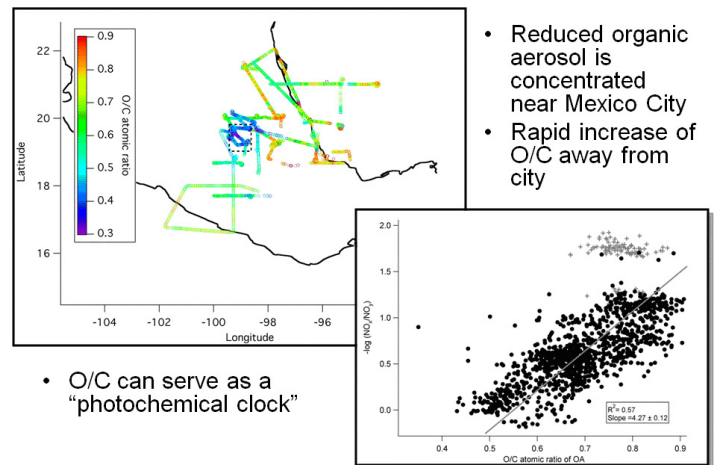 22
20
18
16
Latitude
0.9
0.8
0.7
0.6
0.5
0.4
0.3
O/C atomic ratio
-104
-102
-100
-98
-96
Longitude
• Reduced organic
aerosol is
concentrated
near Mexico City
• Rapid increase of
O/C away from
city
• O/C can serve as a
“photochemical clock”
2.0
1.5
1.0
0.5
0.0
-log (NOx/NOy)
R²= 0.57
Slope =4.27 ± 0.12
0.4
0.5
0.6
0.7
0.8
0.9
O/C atomic ratio of OA